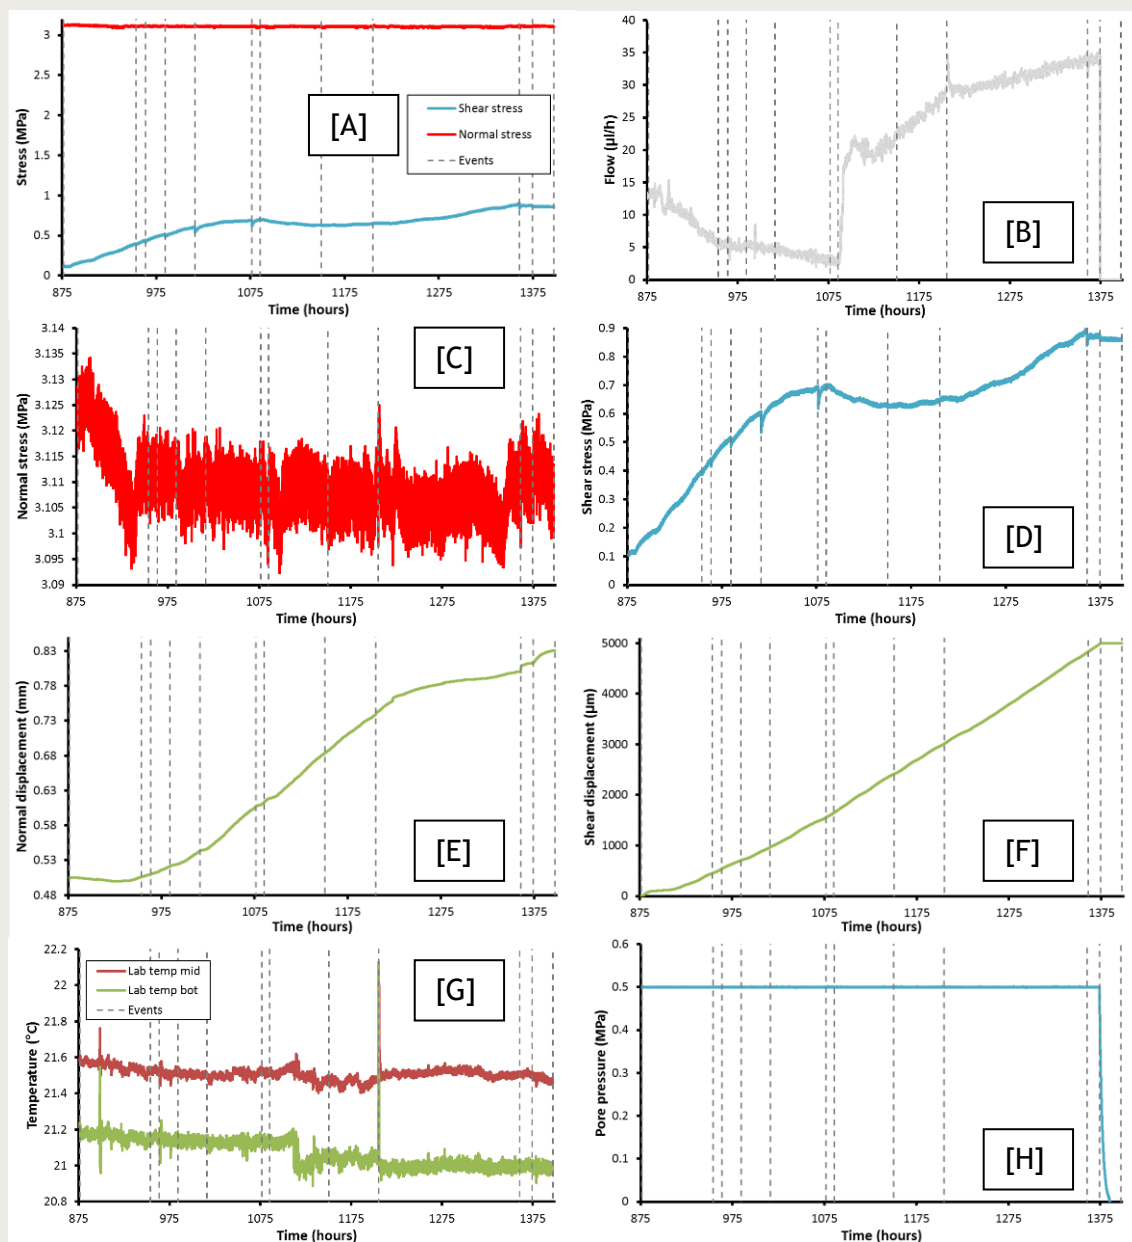 3
2.5
2
1.5
1
0.5
0
Stress (MPa)
[A]
Shear stress
Normal stress
Events
875 975 1075 1175 1275 1375
Time (hours)
40
35
30
25
20
15
10
5
0
Flow (µl/h)
[B]
875 975 1075 1175 1275 1375
Time (hours)
3.14
3.135
3.13
3.125
3.12
3.115
3.11
3.105
3.1
3.095
3.09
Normal stress (MPa)
[C]
875 975 1075 1175 1275 1375
Time (hours)
0.9
0.8
0.7
0.6
0.5
0.4
0.3
0.2
0.1
0
Shear stress (MPa)
[D]
875 975 1075 1175 1275 1375
Time (hours)
0.83
0.78
0.73
0.68
0.63
0.58
0.53
0.48
Normal displacement (mm)
[E]
875 975 1075 1175 1275 1375
Time (hours)
5000
4000
3000
2000
1000
0
Shear displacement (µm)
[F]
875 975 1075 1175 1275 1375
Time (hours)
22.2
22
21.8
21.6
21.4
21.2
21
20.8
Temperature (°C)
Lab temp mid
Lab temp bot
Events
[G]
875 975 1075 1175 1275 1375
Time (hours)
0.6
0.5
0.4
0.3
0.2
0.1
0
Pore pressure (MPa)
[H]
875 975 1075 1175 1275 1375
Time (hours)